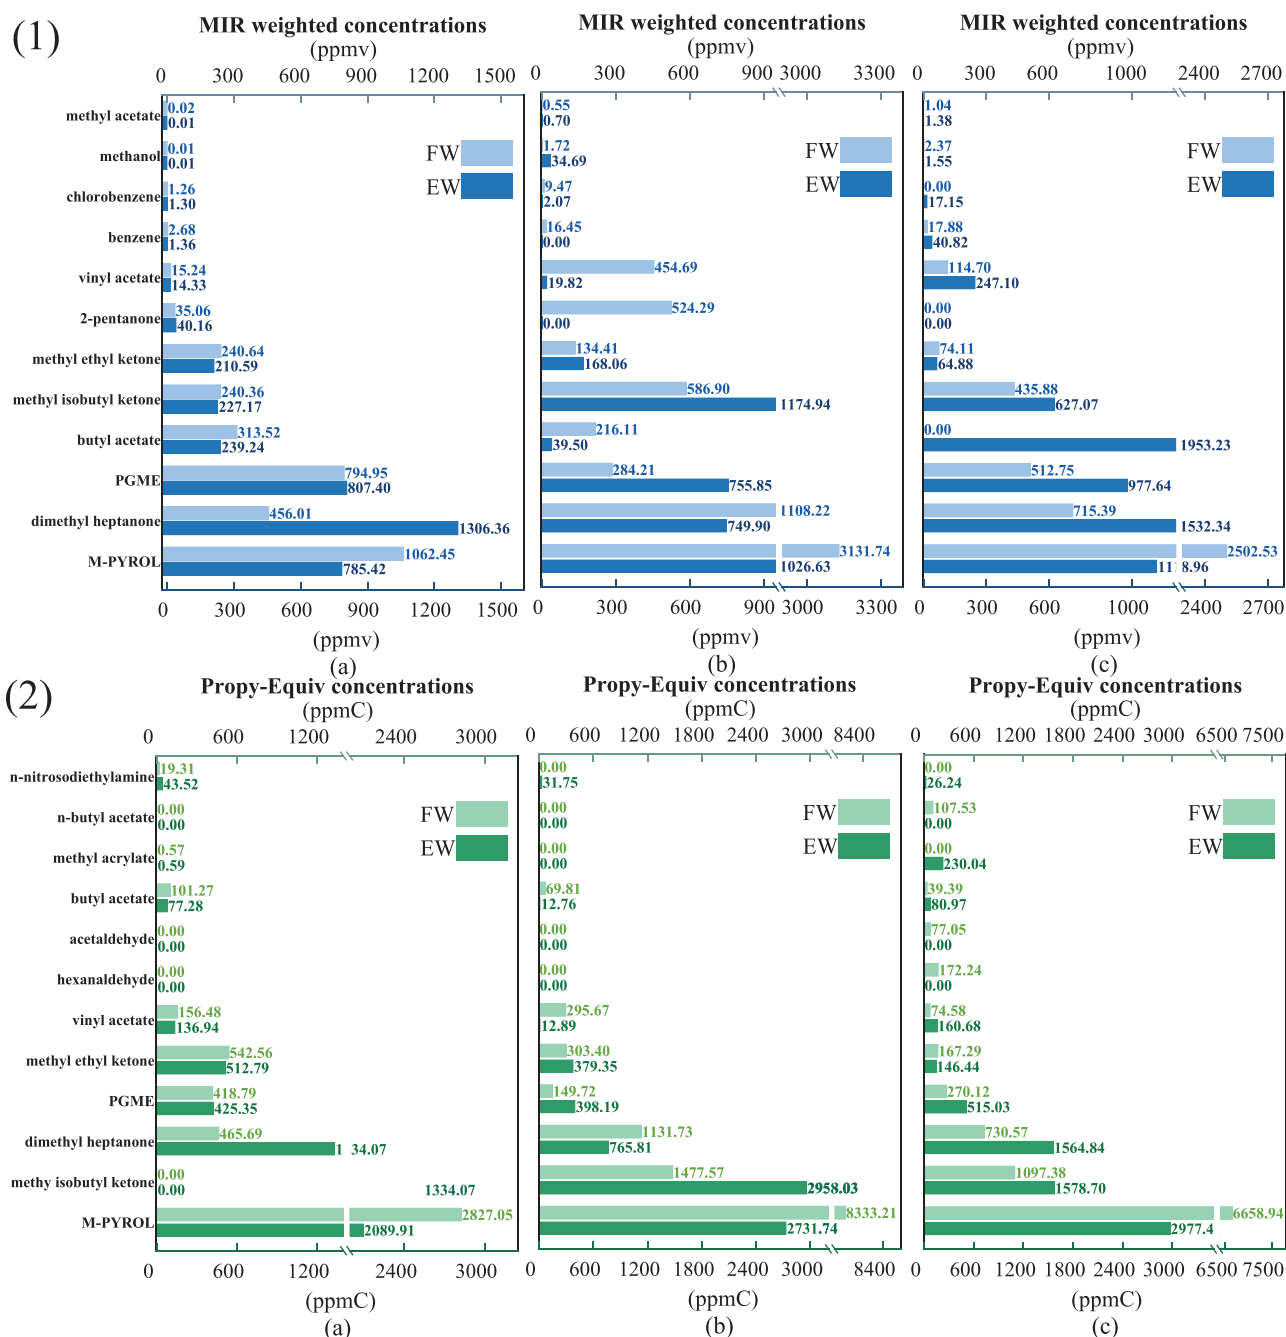 (1)
MIR weighted concentrations
(ppmv)
0 300 600 900 1200 1500
methyl acetate 0.02
0.01
methanol 0.01
0.01
chlorobenzene 1.26
1.30
benzene 2.68
1.36
vinyl acetate 15.24
14.33
2-pentanone 35.06
40.16
methyl ethyl ketone 240.64
210.59
methyl isobutyl ketone 240.36
227.17
butyl acetate 313.52
239.24
PGME 794.95
807.40
dimethyl heptanone 456.01
1306.36
M-PYROL 1062.45
785.42
FW
EW
0 300 600 900 1200 1500
(ppmv)
(a)
MIR weighted concentrations
(ppmv)
0 300 600 900 3000 3300
0.55
0.70
1.72
34.69
9.47
2.07
16.45
0.00
454.69
19.82
524.29
0.00
134.41
168.06
586.90
1174.94
216.11
39.50
284.21
755.85
1108.22
749.90
3131.74
1026.63
FW
EW
0 300 600 900 3000 3300
(ppmv)
(b)
MIR weighted concentrations
(ppmv)
0 300 600 1000 2400 2700
1.04
1.38
2.37
1.55
0.00
17.15
17.88
40.82
114.70
247.10
0.00
0.00
74.11
64.88
435.88
627.07
0.00
1953.23
512.75
977.64
715.39
1532.34
2502.53
FW
EW
0 300 600 1000 2400 2700
(ppmv)
(c)
(2)
Propy-Equiv concentrations
(ppmC)
0 600 1200 2400 3000
n-nitrosodiethylamine 19.31
43.52
n-butyl acetate 0.00
0.00
methyl acrylate 0.57
0.59
butyl acetate 101.27
77.28
acetaldehyde 0.00
0.00
hexanaldehyde 0.00
0.00
vinyl acetate 156.48
136.94
methyl ethyl ketone 542.56
512.79
PGME 418.79
425.35
dimethyl heptanone 465.69
1 34.07
methy isobutyl ketone 0.00
0.00 1334.07
M-PYROL 2827.05
2089.91
FW
EW
0 600 1200 2400 3000
(ppmC)
(a)
Propy-Equiv concentrations
(ppmC)
0 600 1200 1800 2400 3000 8400
0.00
31.75
0.00
0.00
0.00
0.00
69.81
12.76
0.00
0.00
0.00
0.00
295.67
12.89
303.40
379.35
149.72
398.19
1131.73
765.81
1477.57
2958.03
8333.21
2731.74
FW
EW
0 600 1200 1800 2400 3000 8400
(ppmC)
(b)
Propy-Equiv concentrations
(ppmC)
0 600 1200 1800 2400 3000 6500 7500
0.00
26.24
107.53
0.00
0.00
230.04
39.39
80.97
77.05
0.00
172.24
0.00
74.58
160.68
167.29
146.44
270.12
515.03
730.57
1564.84
1097.38
1578.70
6658.94
2977.4
FW
EW
0 600 1200 1800 2400 3000 6500 7500
(ppmC)
(c)